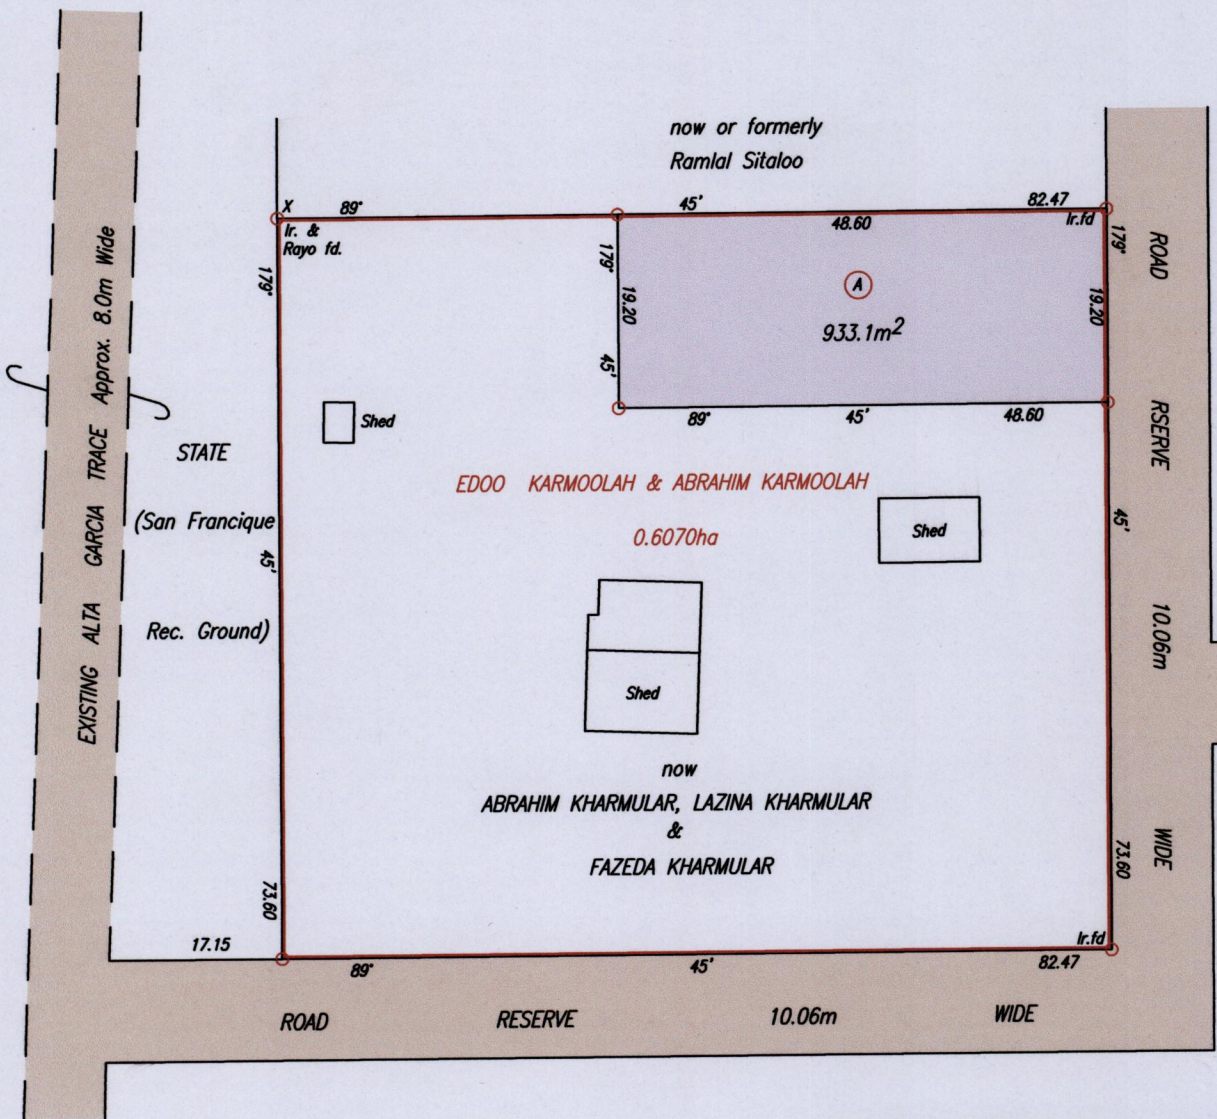 now or formerly
Ramlal Sitaloo
X
89°
45'
82.47
Ir. &
Rayo fd.
48.60
Ir.fd
179°
179°
179°
19.20
19.20
A
933.1m2
45'
89°
45'
48.60
Shed
EDOO KARMOOLAH & ABRAHIM KARMOOLAH
0.6070ha
Shed
Shed
now
ABRAHIM KHARMULAR, LAZINA KHARMULAR
&
FAZEDA KHARMULAR
STATE
(San Francique
Rec. Ground)
45'
45'
73.60
73.60
17.15
Ir.fd
89°
45'
82.47
EXISTING ALTA GARCIA TRACE Approx. 8.0m Wide
ROAD RSERVE 10.06m WIDE
ROAD RESERVE 10.06m WIDE